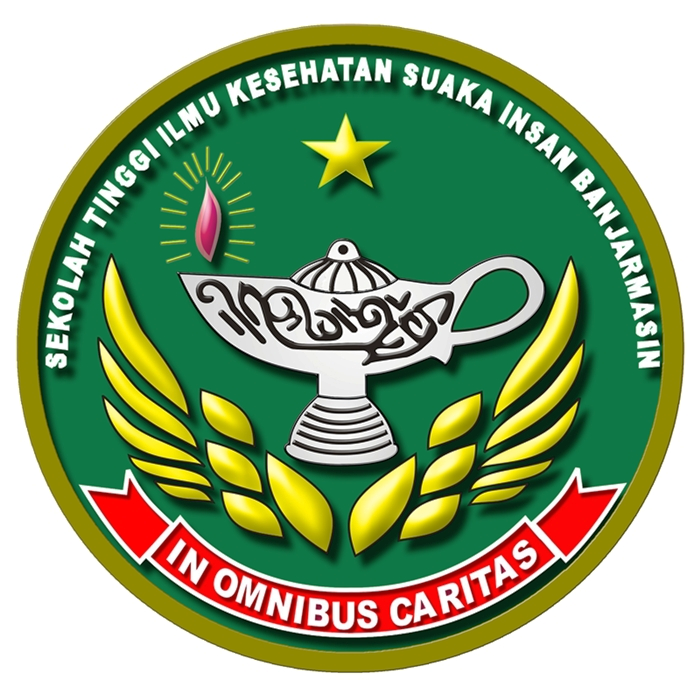 SEKOLAH TINGGI ILMU KESEHATAN SUAKA INSAN BANJARMASIN
IN OMNIBUS CARITAS